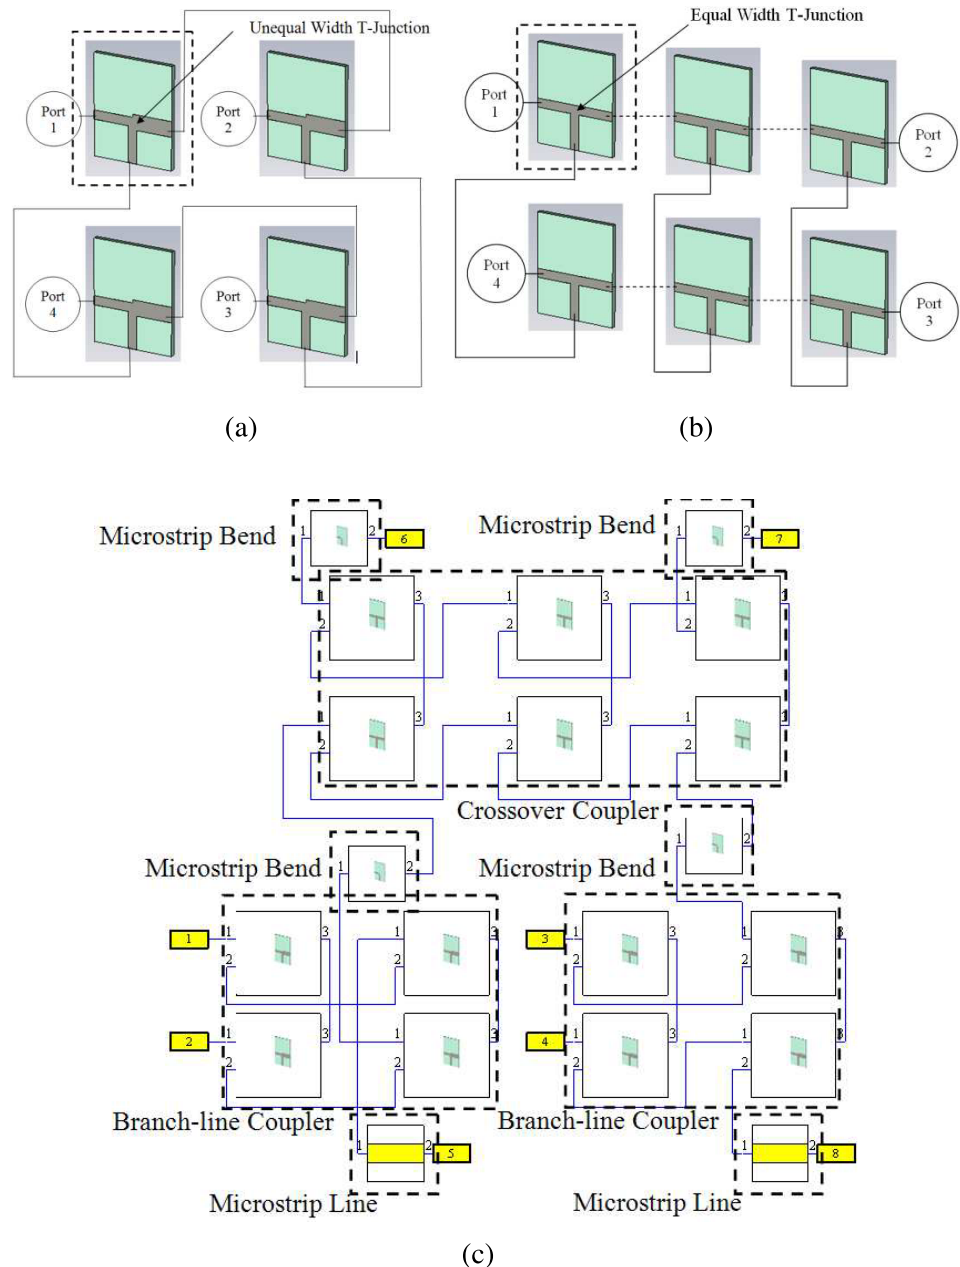 Unequal Width T-Junction
Port 1
Port 2
Port 4
Port 3
(a)
Equal Width T-Junction
Port 1
Port 2
Port 4
Port 3
(b)
Microstrip Bend
1 2 6
Microstrip Bend
1 2 7
1 3 1 3 1 3
2 2 2
1 3 1 3 1 3
2 2 2
Crossover Coupler
Microstrip Bend
1 2
Microstrip Bend
1 2
1 1 3 1 3
2 2
2 1 3 1 3
2 2
Branch-line Coupler
3 1 3 1 3
2 2
4 1 3 1 3
2 2
Branch-line Coupler
1 2 5
Microstrip Line
1 2 8
Microstrip Line
(c)